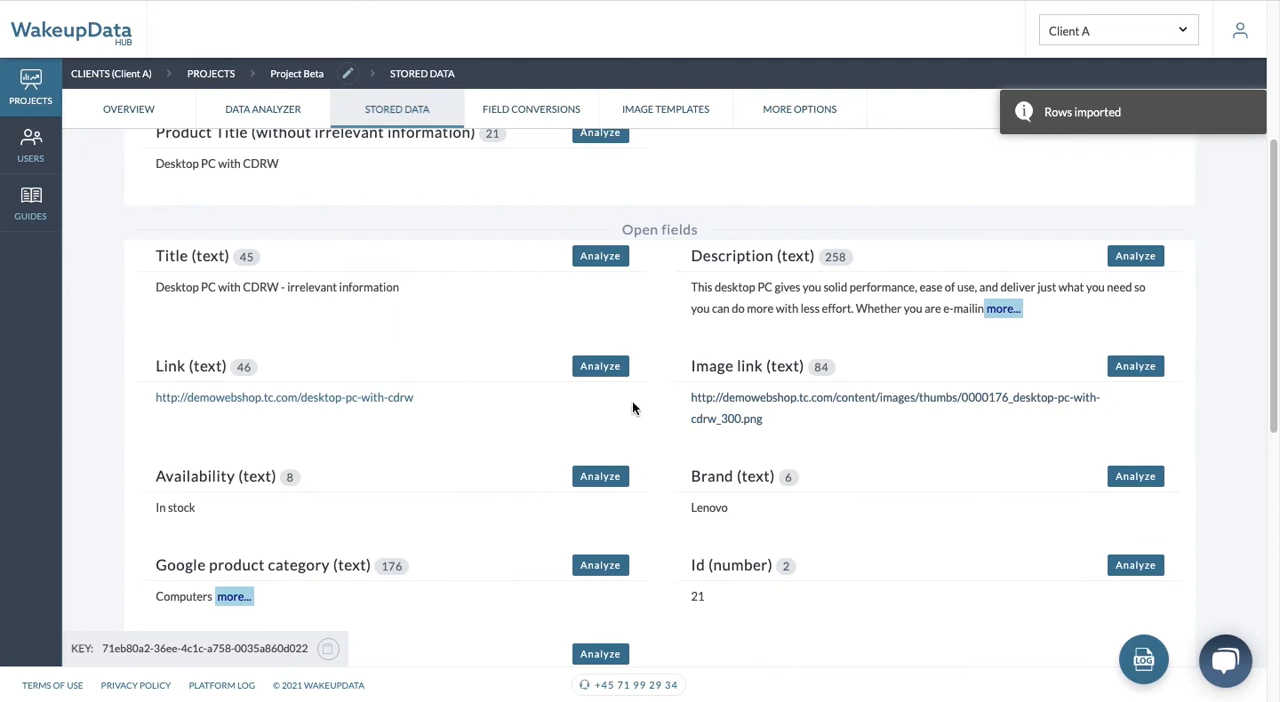 WakeupData
HUB
Client A
PROJECTS
USERS
GUIDES
CLIENTS (Client A) > PROJECTS > Project Beta > STORED DATA
OVERVIEW DATA ANALYZER STORED DATA FIELD CONVERSIONS IMAGE TEMPLATES MORE OPTIONS
Rows imported
Product Title (without irrelevant information) 21 Analyze
Desktop PC with CDRW
Open fields
Title (text) 45 Analyze
Desktop PC with CDRW - irrelevant information
Description (text) 258 Analyze
This desktop PC gives you solid performance, ease of use, and deliver just what you need so
you can do more with less effort. Whether you are e-mailin more...
Link (text) 46 Analyze
http://demowebshop.tc.com/desktop-pc-with-cdrw
Image link (text) 84 Analyze
http://demowebshop.tc.com/content/images/thumbs/0000176_desktop-pc-with-
cdrw_300.png
Availability (text) 8 Analyze
In stock
Brand (text) 6 Analyze
Lenovo
Google product category (text) 176 Analyze
Computers more...
Id (number) 2 Analyze
21
Analyze
KEY: 71eb80a2-36ee-4c1c-a758-0035a860d022
LOG
TERMS OF USE PRIVACY POLICY PLATFORM LOG © 2021 WAKEUPDATA
+45 71 99 29 34